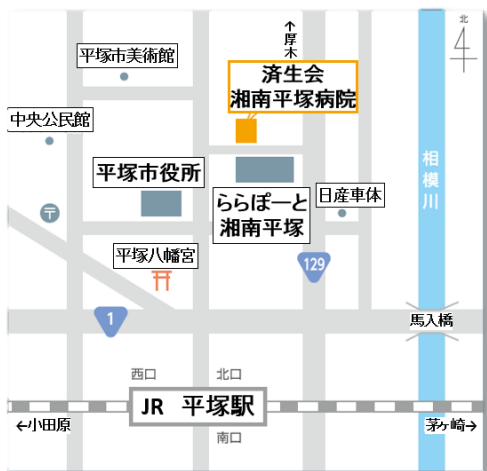 北
↑厚木
平塚市美術館
済生会
湘南平塚病院
中央公民館
平塚市役所
ららぽーと
湘南平塚
日産車体
相模川
〒
平塚八幡宮
129
1
馬入橋
西口
北口
JR 平塚駅
←小田原
茅ヶ崎→
南口